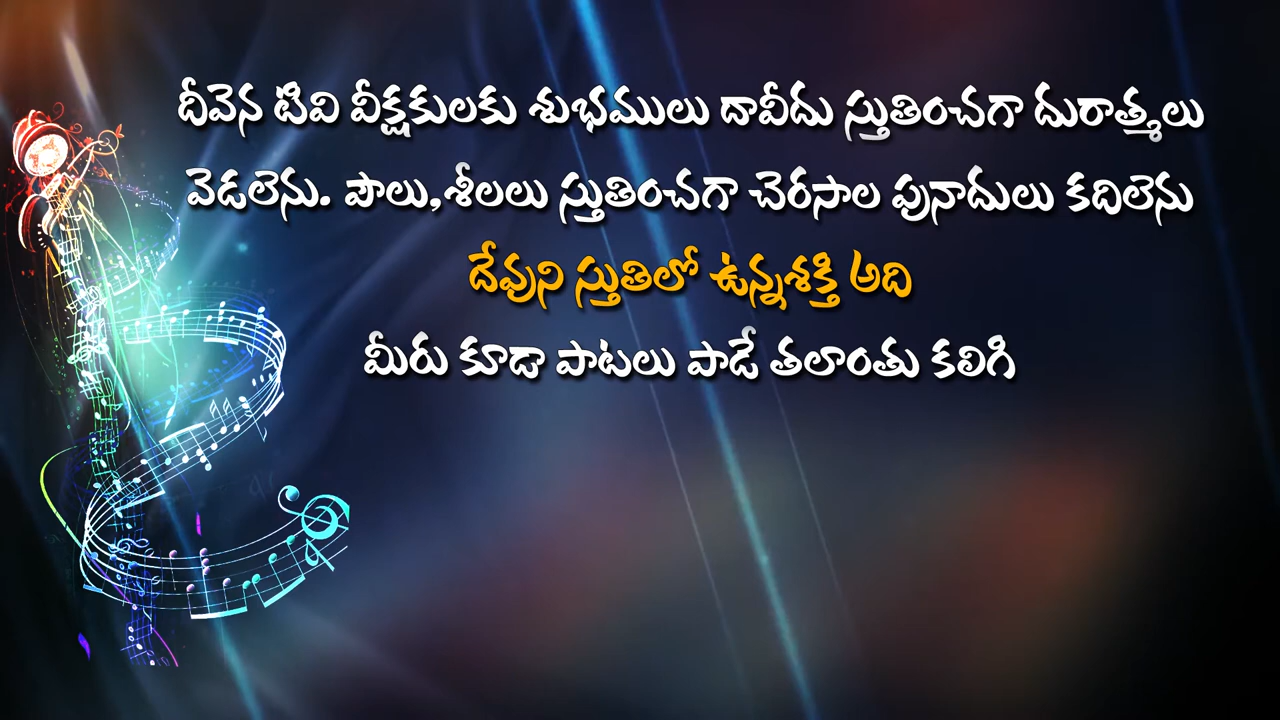 దీవెన టివి వీక్షకులకు శుభములు దావీదు స్తుతించగా దురాత్మలు
వెడలెను. పౌలు,శీలలు స్తుతించగా చెరసాల పునాదులు కదిలెను
దేవుని స్తుతిలో ఉన్నశక్తి అది
మీరు కూడా పాటలు పాడే తలాంతు కలిగి